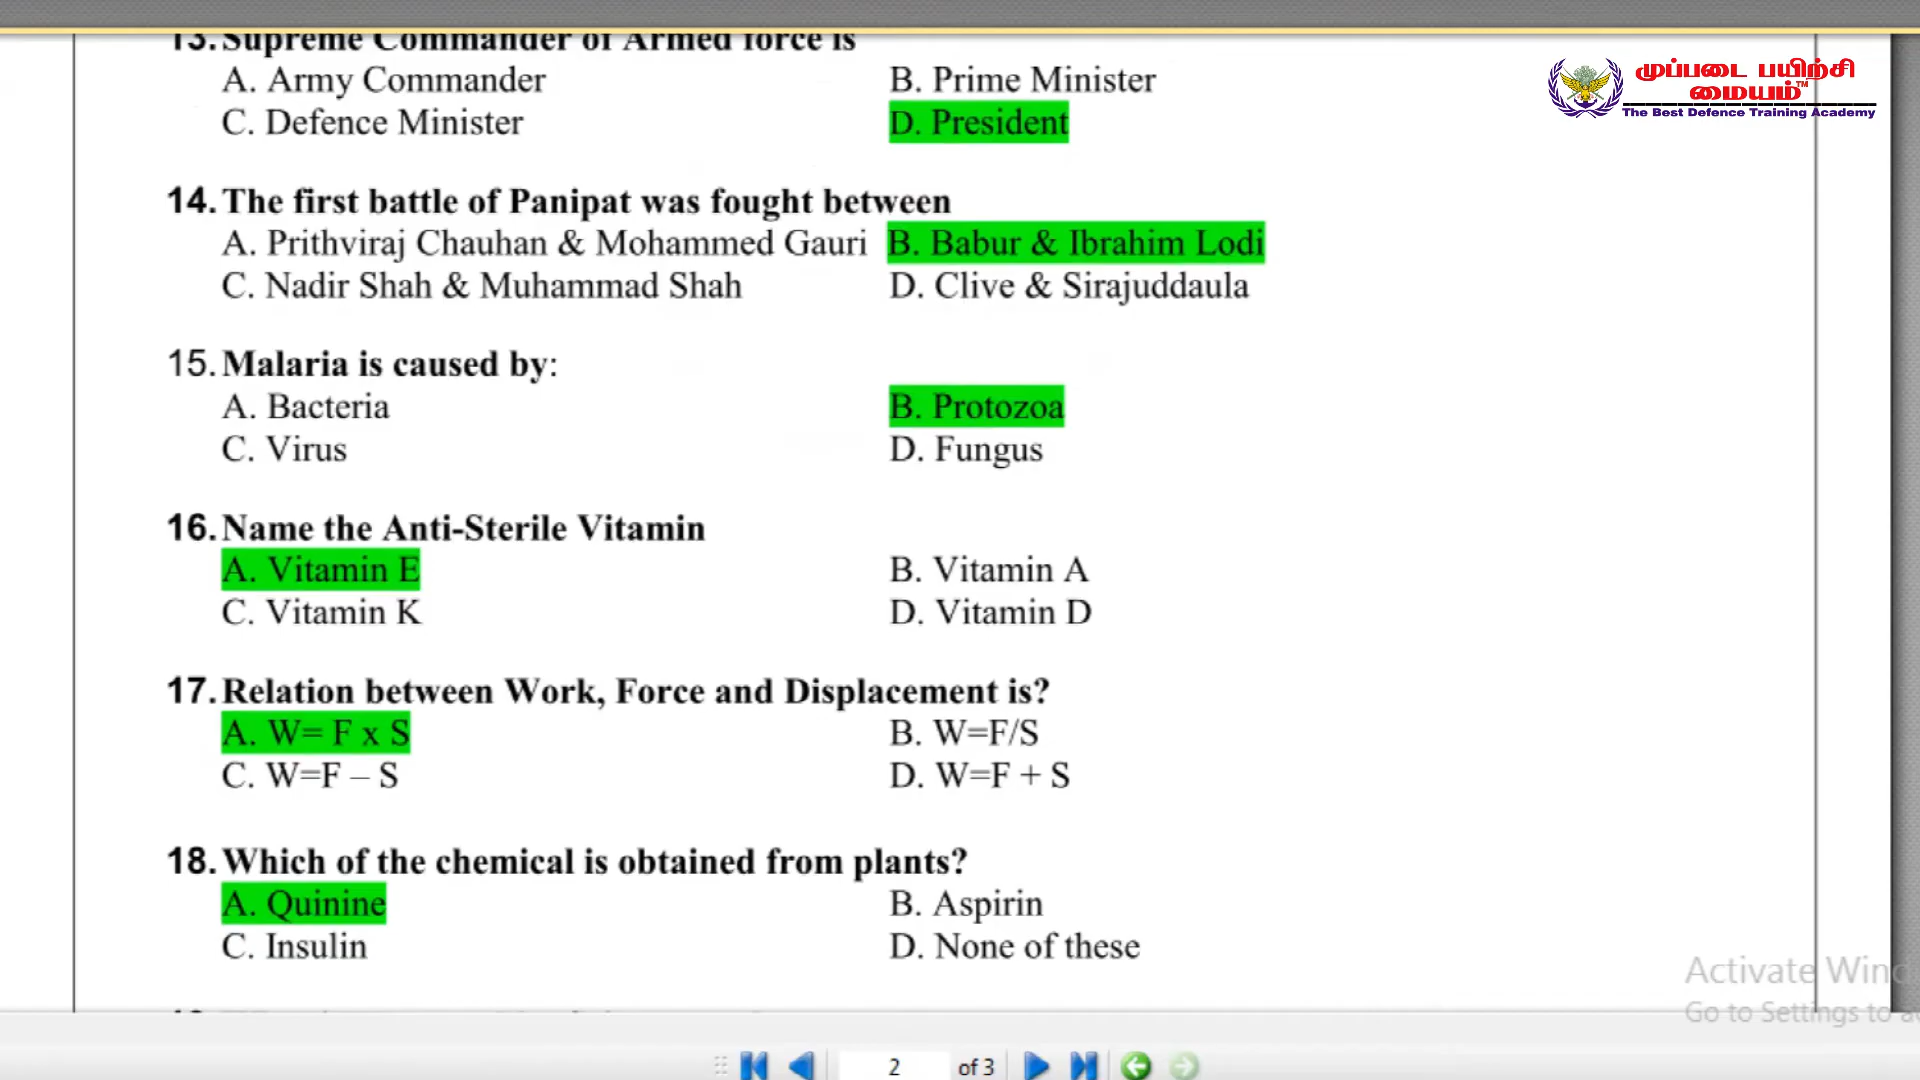 13. Supreme Commander of Armed force is
A. Army Commander B. Prime Minister
C. Defence Minister D. President
முப்படை பயிற்சி
மையம்™
The Best Defence Training Academy
14. The first battle of Panipat was fought between
A. Prithviraj Chauhan & Mohammed Gauri B. Babur & Ibrahim Lodi
C. Nadir Shah & Muhammad Shah D. Clive & Sirajuddaula
15. Malaria is caused by:
A. Bacteria B. Protozoa
C. Virus D. Fungus
16. Name the Anti-Sterile Vitamin
A. Vitamin E B. Vitamin A
C. Vitamin K D. Vitamin D
17. Relation between Work, Force and Displacement is?
A. W= F x S B. W=F/S
C. W=F – S D. W=F + S
18. Which of the chemical is obtained from plants?
A. Quinine B. Aspirin
C. Insulin D. None of these
Activate Wind
Go to Settings to a
2 of 3